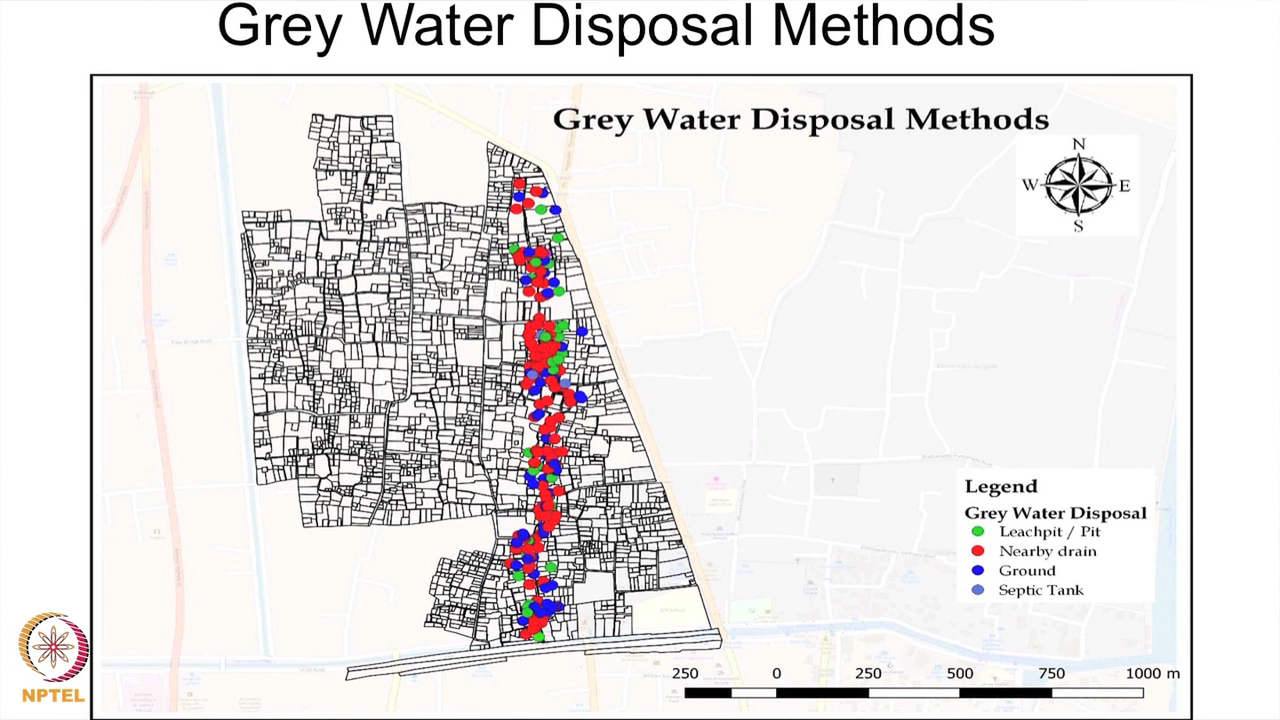 Grey Water Disposal Methods
Grey Water Disposal Methods
N
W
E
S
Legend
Grey Water Disposal
Leachpit / Pit
Nearby drain
Ground
Septic Tank
250 0 250 500 750 1000 m
NPTEL